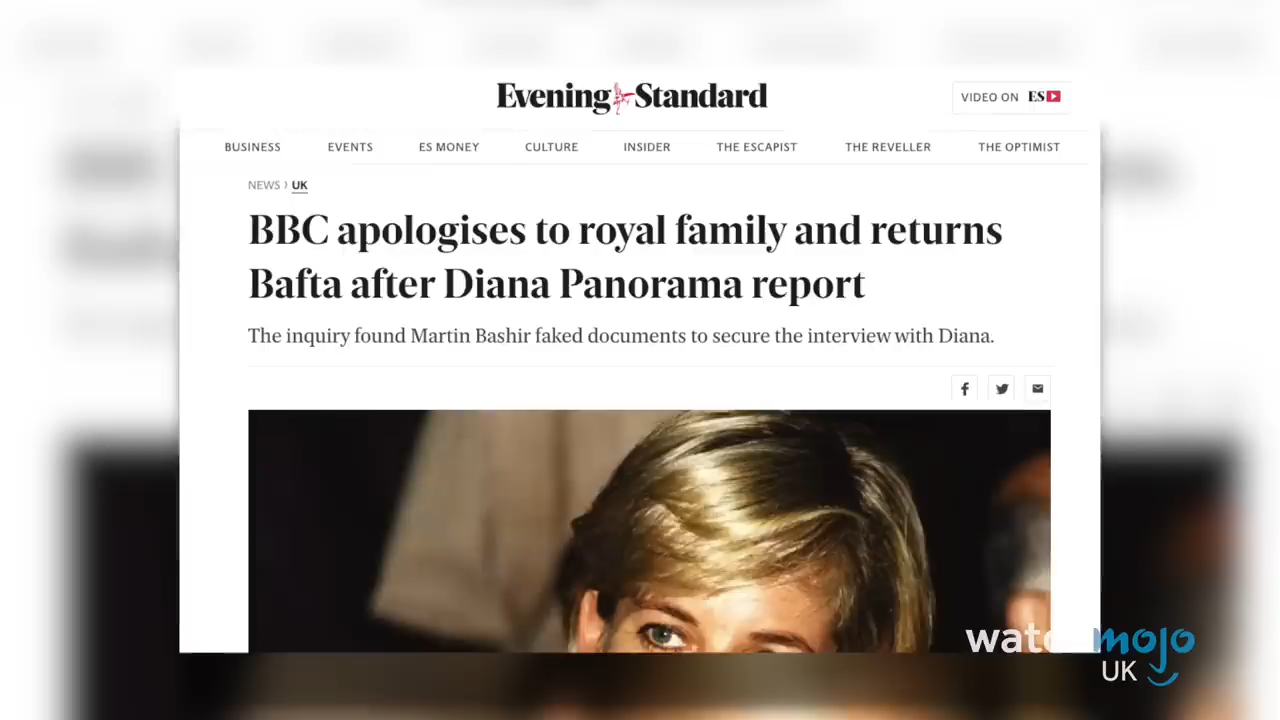 Evening Standard
VIDEO ON ES
BUSINESS EVENTS ES MONEY CULTURE INSIDER THE ESCAPIST THE REVELLER THE OPTIMIST
NEWS › UK
BBC apologises to royal family and returns
Bafta after Diana Panorama report
The inquiry found Martin Bashir faked documents to secure the interview with Diana.
watchmojo
UK